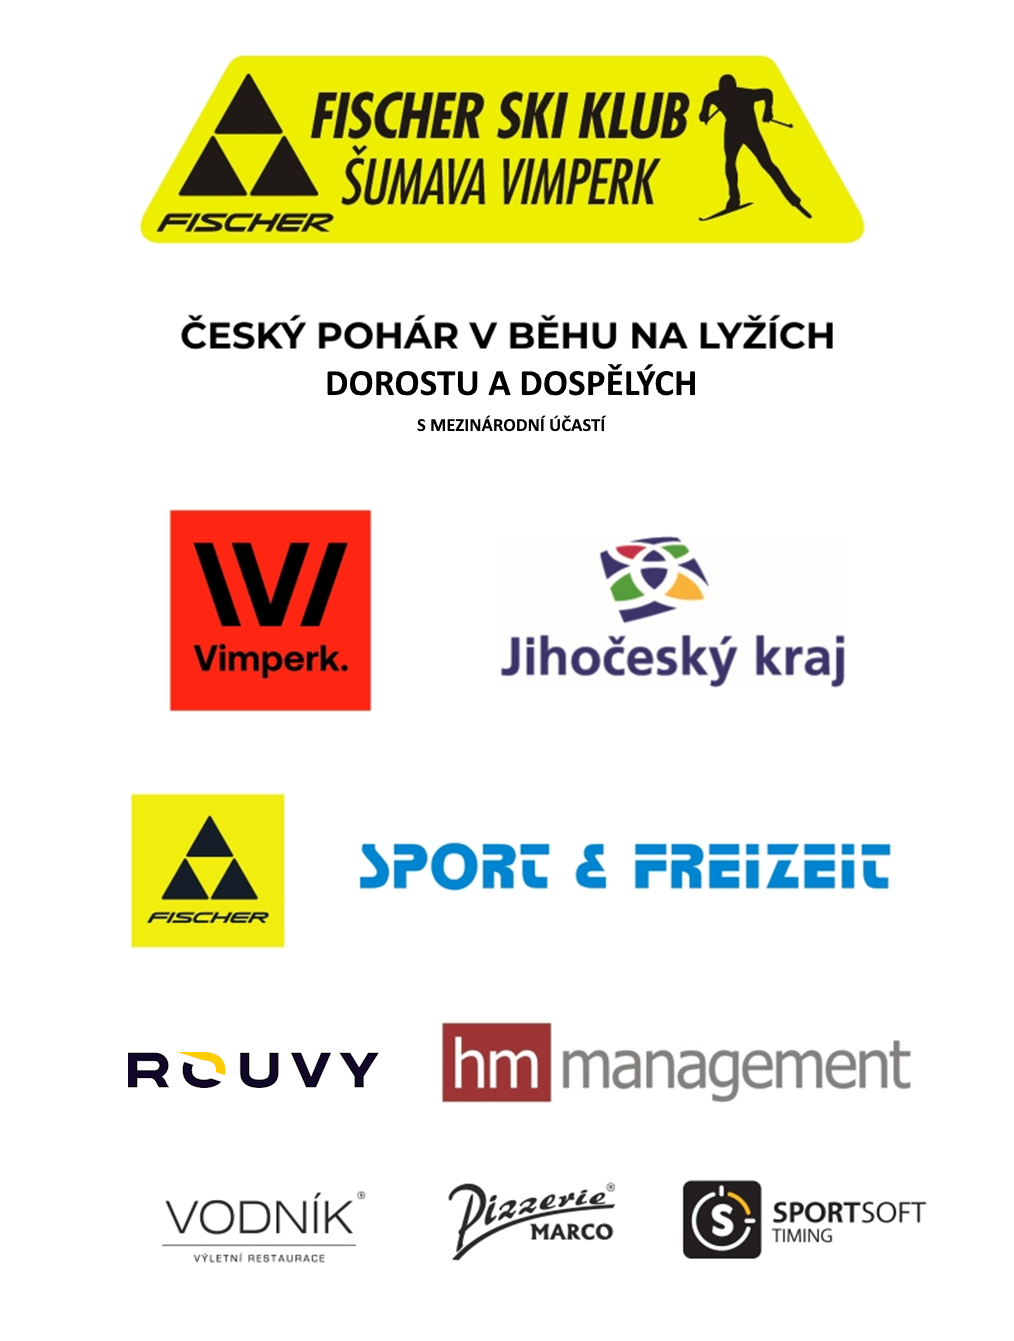 FISCHER SKI KLUB
ŠUMAVA VIMPERK
FISCHER
ČESKÝ POHÁR V BĚHU NA LYŽÍCH
DOROSTU A DOSPĚLÝCH
S MEZINÁRODNÍ ÚČASTÍ
Vimperk.
Jihočeský kraj
FISCHER
SPORT & FREIZEIT
ROUVY
hm management
VODNÍK®
VÝLETNÍ RESTAURACE
Pizzerie®
MARCO
S
SPORTSOFT
TIMING